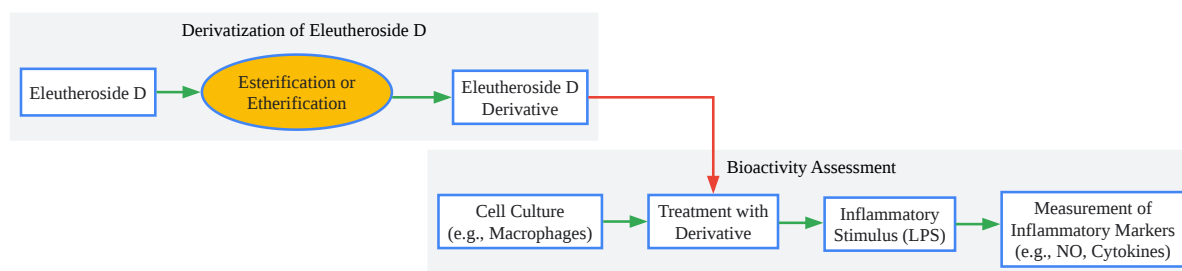 Derivatization of Eleutheroside D
Eleutheroside D
Esterification or
Etherification
Eleutheroside D
Derivative
Bioactivity Assessment
Cell Culture
(e.g., Macrophages)
Treatment with
Derivative
Inflammatory
Stimulus (LPS)
Measurement of
Inflammatory Markers
(e.g., NO, Cytokines)